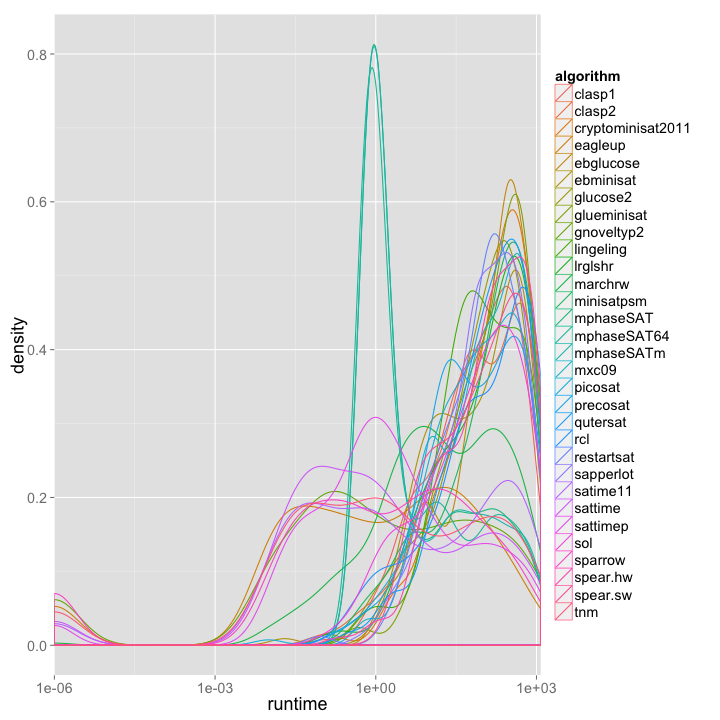 0.8
0.6
0.4
0.2
0.0
density
1e-06 1e-03 1e+00 1e+03
runtime
algorithm
clasp1
clasp2
cryptominisat2011
eagleup
ebglucose
ebminisat
glucose2
glueminisat
gnoveltyp2
lingeling
lrglshr
marchrw
minisatpsm
mphaseSAT
mphaseSAT64
mphaseSATm
mxc09
picosat
precosat
qutersat
rcl
restartsat
sapperlot
satime11
sattime
sattimep
sol
sparrow
spear.hw
spear.sw
tnm